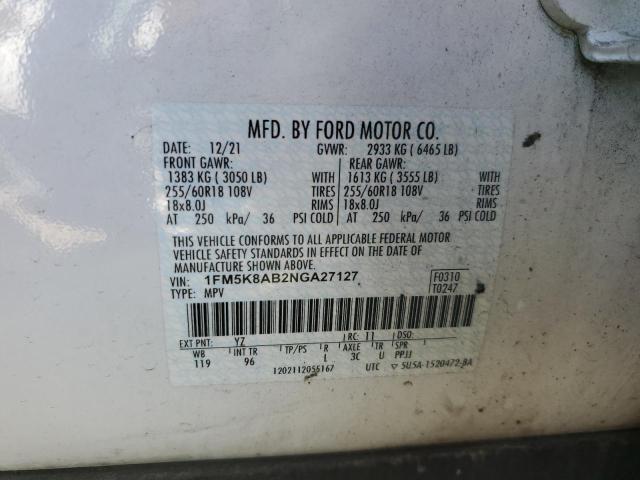 MFD. BY FORD MOTOR CO.
DATE: 12/21 GVWR: 2933 KG ( 6465 LB)
FRONT GAWR: REAR GAWR:
1383 KG ( 3050 LB) WITH 1613 KG ( 3555 LB) WITH
255/60R18 108V TIRES 255/60R18 108V TIRES
18x8.0J RIMS 18x8.0J RIMS
AT 250 kPa/ 36 PSI COLD AT 250 kPa/ 36 PSI COLD
THIS VEHICLE CONFORMS TO ALL APPLICABLE FEDERAL MOTOR
VEHICLE SAFETY STANDARDS IN EFFECT ON THE DATE OF
MANUFACTURE SHOWN ABOVE.
VIN: 1FM5K8AB2NGA27127 F0310
TYPE: MPV T0247
EXT PNT: YZ RC: 11 DSO:
WB INT TR TP/PS R AXLE TR SPR
119 96 L 3C U PPJJ
1202112055167 UTC ▽ 5U5A-1520472-BA